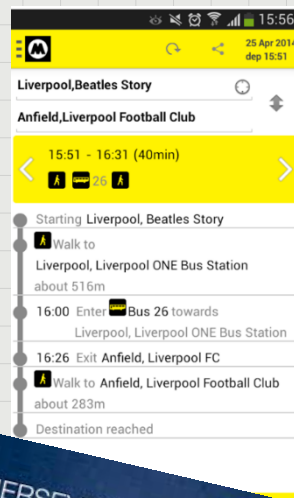 15:56
25 Apr 2014
dep 15:51
Liverpool,Beatles Story
Anfield,Liverpool Football Club
15:51 - 16:31 (40min)
26
Starting Liverpool, Beatles Story
Walk to
Liverpool, Liverpool ONE Bus Station
about 516m
16:00 Enter Bus 26 towards
Liverpool, Liverpool ONE Bus Station
16:26 Exit Anfield, Liverpool FC
Walk to Anfield, Liverpool Football Club
about 283m
Destination reached